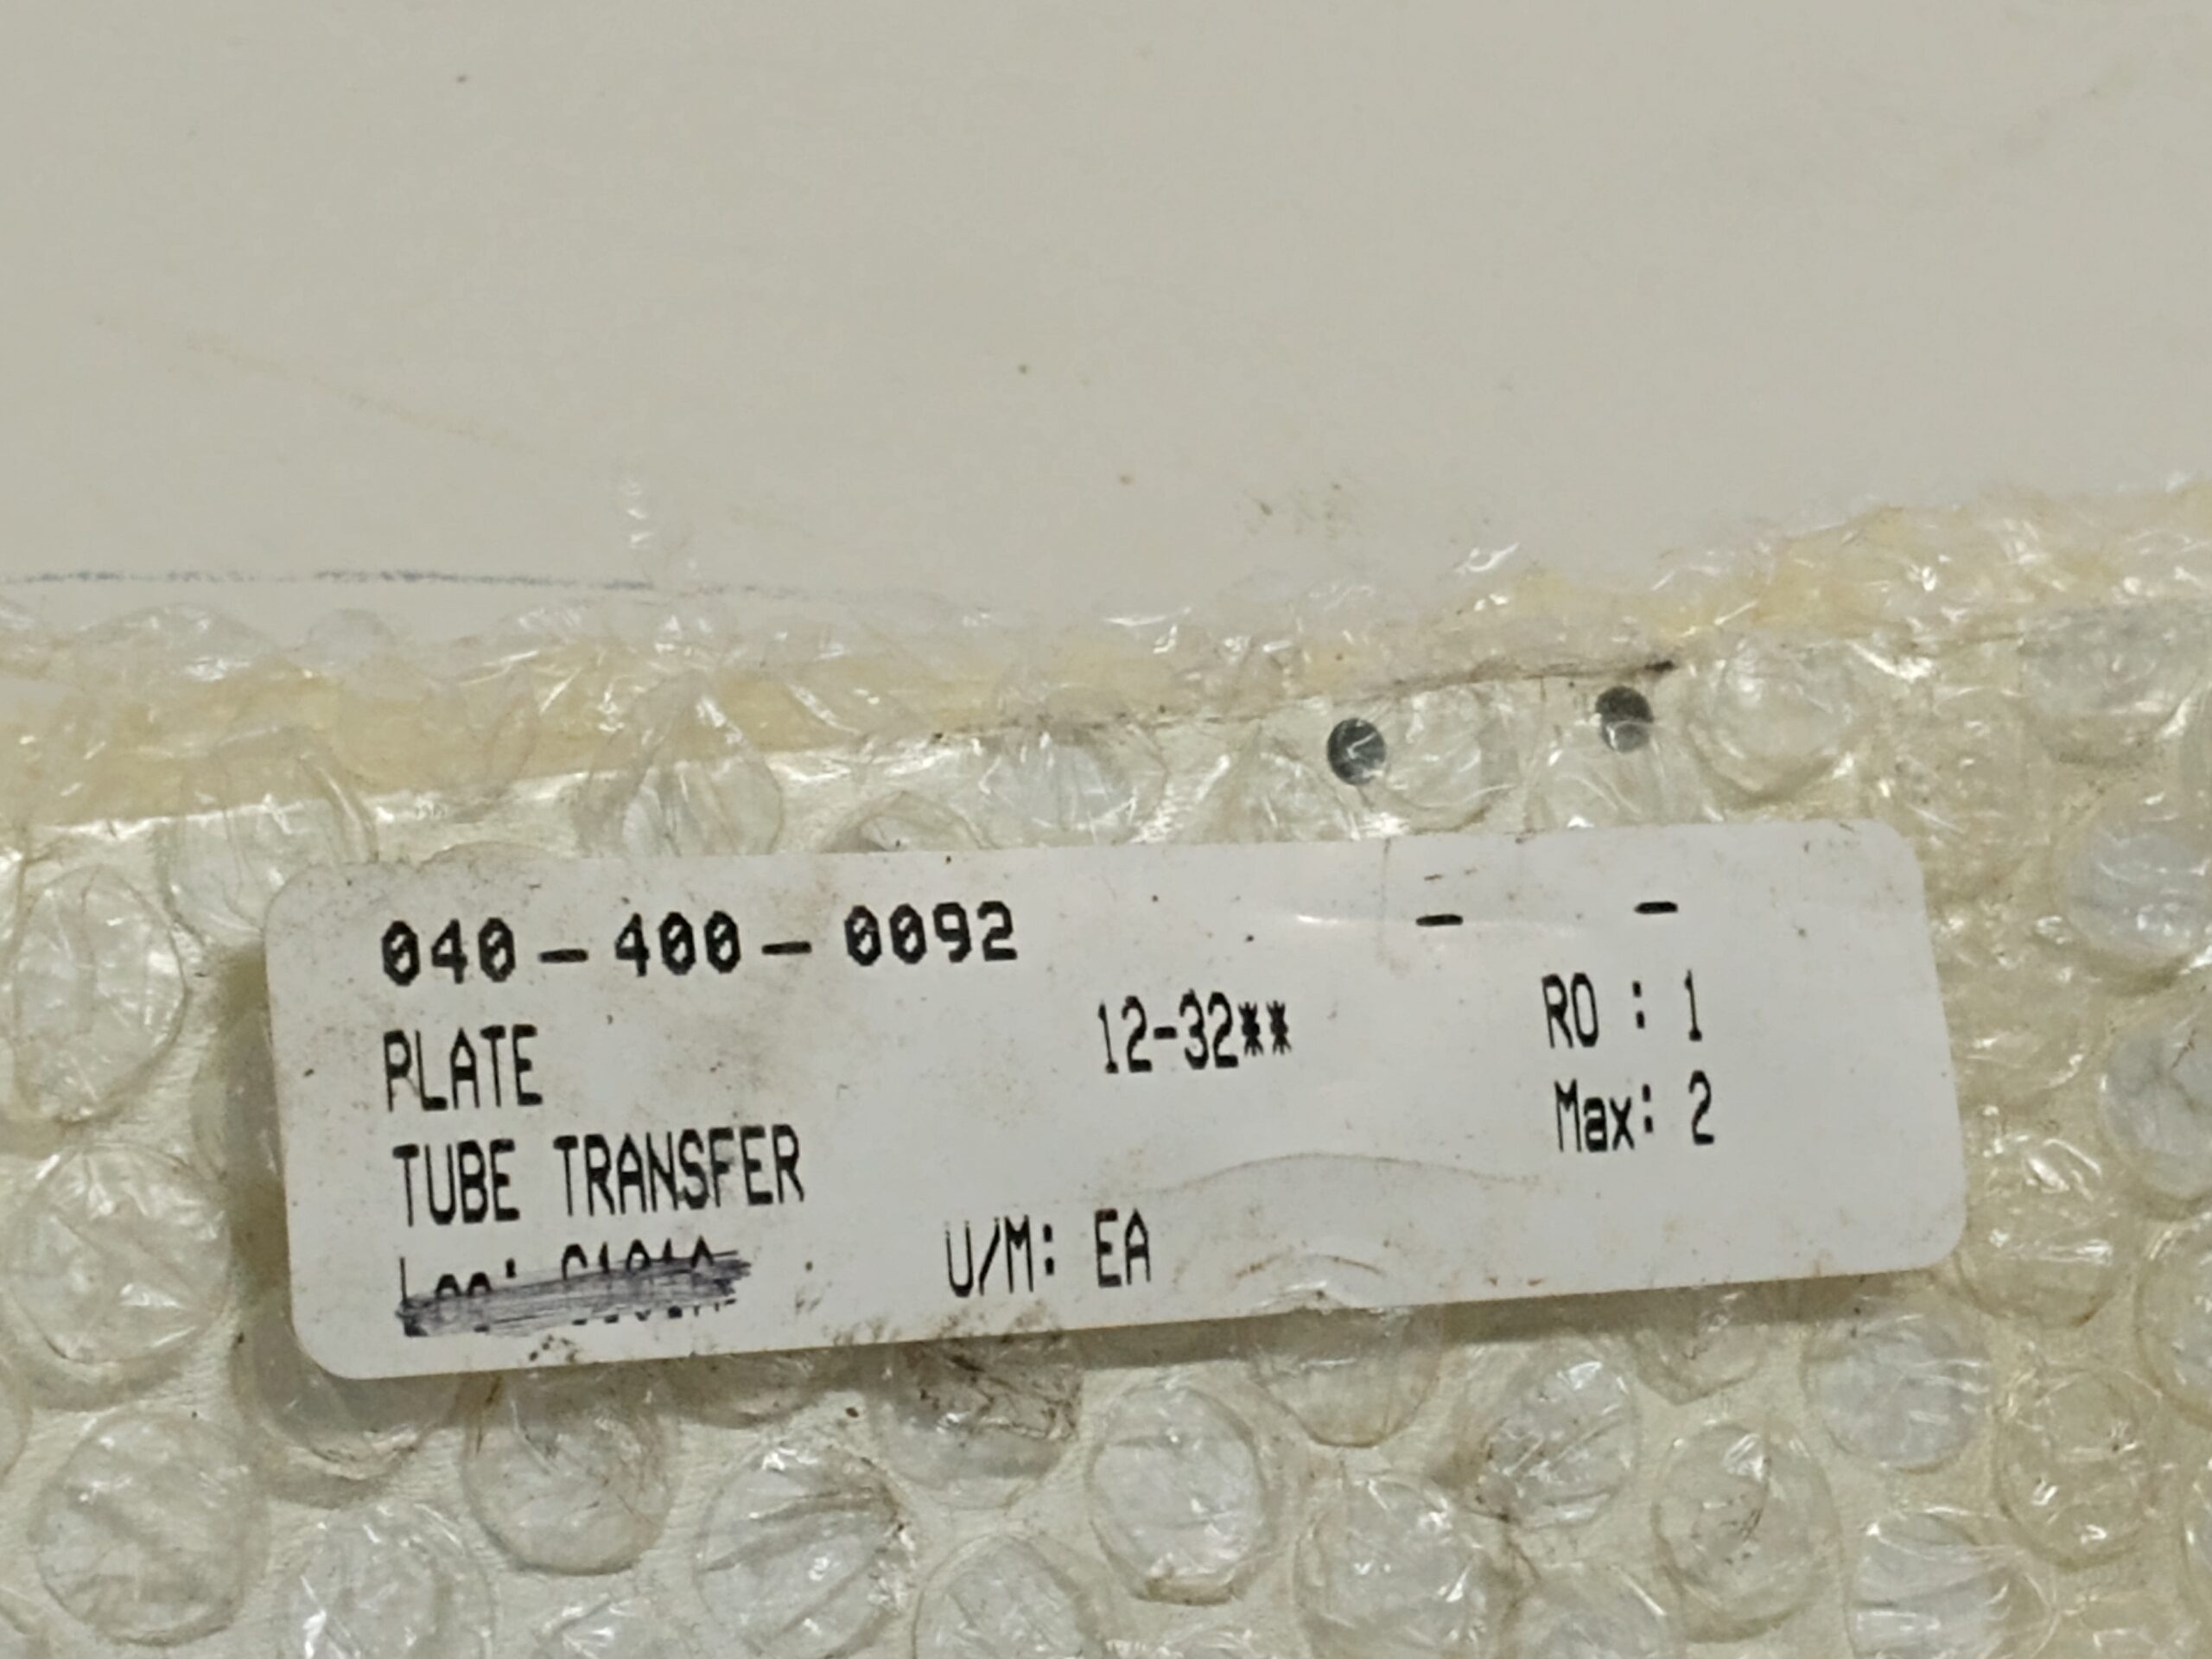 040-400-0092 - -
PLATE 12-32** RO : 1
Max: 2
TUBE TRANSFER
U/M: EA